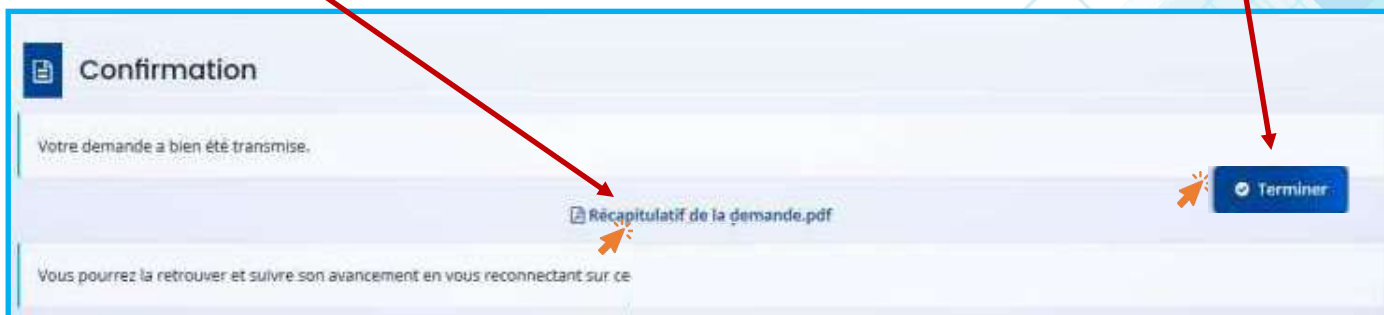 Confirmation
Votre demande a bien été transmise.
Terminer
Récapitulatif de la demande.pdf
Vous pourrez la retrouver et suivre son avancement en vous reconnectant sur ce